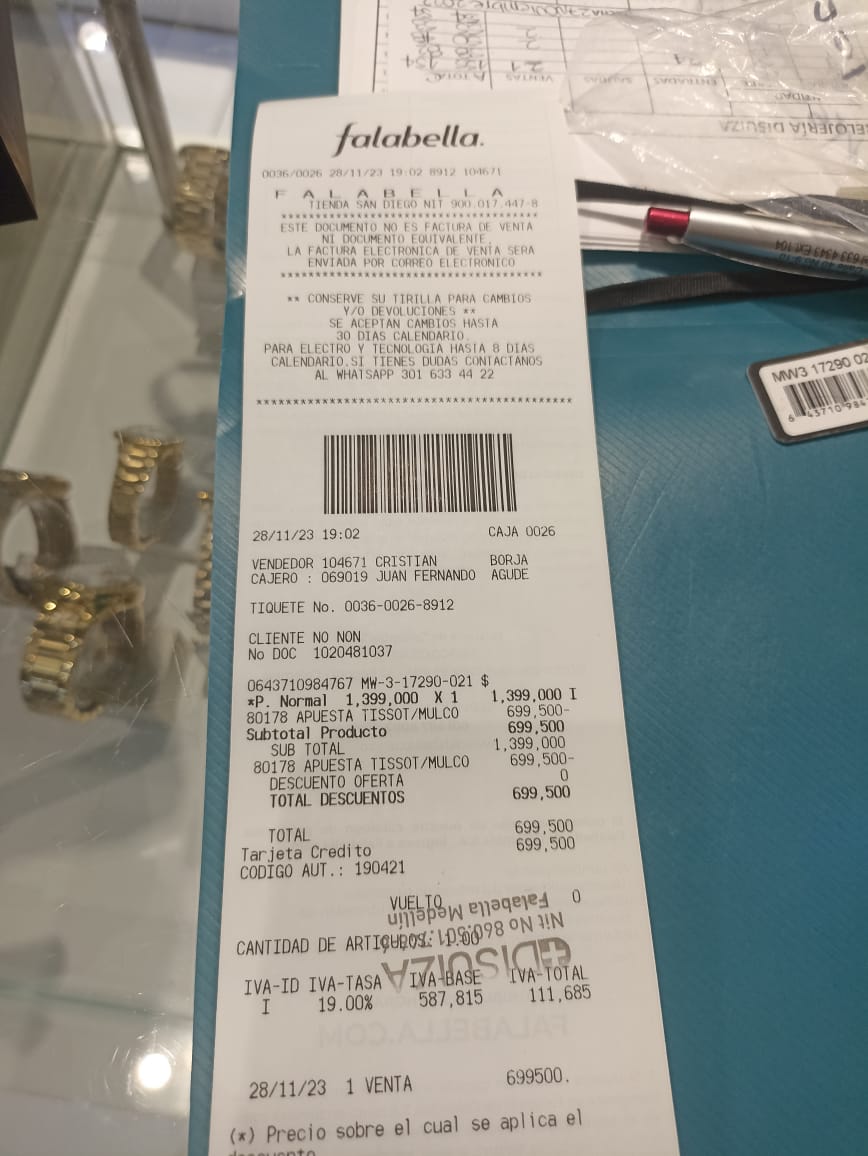 falabella.
0036/0026 28/11/23 19:02 8912 104671
F A L A B E L L A
TIENDA SAN DIEGO NIT 900.017.447-8
**************************************
ESTE DOCUMENTO NO ES FACTURA DE VENTA
NI DOCUMENTO EQUIVALENTE,
LA FACTURA ELECTRONICA DE VENTA SERA
ENVIADA POR CORREO ELECTRONICO
**************************************
** CONSERVE SU TIRILLA PARA CAMBIOS
Y/O DEVOLUCIONES **
SE ACEPTAN CAMBIOS HASTA
30 DIAS CALENDARIO.
PARA ELECTRO Y TECNOLOGIA HASTA 8 DIAS
CALENDARIO.SI TIENES DUDAS CONTACTANOS
AL WHATSAPP 301 633 44 22
****************************************
28/11/23 19:02 CAJA 0026
VENDEDOR 104671 CRISTIAN BORJA
CAJERO : 069019 JUAN FERNANDO AGUDE
TIQUETE No. 0036-0026-8912
CLIENTE NO NON
No DOC 1020481037
0643710984767 MW-3-17290-021 $
*P. Normal 1,399,000 X 1 1,399,000 I
80178 APUESTA TISSOT/MULCO 699,500-
Subtotal Producto 699,500
SUB TOTAL 1,399,000
80178 APUESTA TISSOT/MULCO 699,500-
DESCUENTO OFERTA 0
TOTAL DESCUENTOS 699,500
TOTAL 699,500
Tarjeta Credito 699,500
CODIGO AUT.: 190421
VUELTO 0
Falabella Medellín
Nit No
CANTIDAD DE ARTICULOS: 1.00
DISUIZA
IVA-ID IVA-TASA IVA-BASE IVA-TOTAL
I 19.00% 587,815 111,685
FALABELLA.COM
28/11/23 1 VENTA 699500.
(*) Precio sobre el cual se aplica el
descuento
MW3 17290 02
RELOJERÍA DISUIZA
ENTRADAS
VENTAS
633 4343 Ext 104